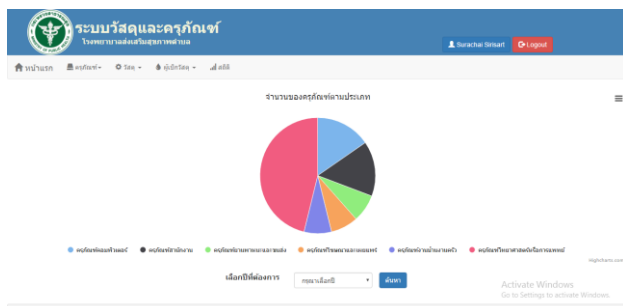 ระบบวัสดุและครุภัณฑ์
โรงพยาบาลส่งเสริมสุขภาพตำบล
Surachai Sirisart Logout
หน้าแรก ครุภัณฑ์ วัสดุ ผู้เบิกวัสดุ สถิติ
จำนวนของครุภัณฑ์ตามประเภท
ครุภัณฑ์คอมพิวเตอร์ ครุภัณฑ์สำนักงาน ครุภัณฑ์ยานพาหนะและขนส่ง ครุภัณฑ์โฆษณาและเผยแพร่ ครุภัณฑ์งานบ้านงานครัว ครุภัณฑ์วิทยาศาสตร์หรือการแพทย์
Highcharts.com
เลือกปีที่ต้องการ กรุณาเลือกปี ค้นหา
Activate Windows
Go to Settings to activate Windows.